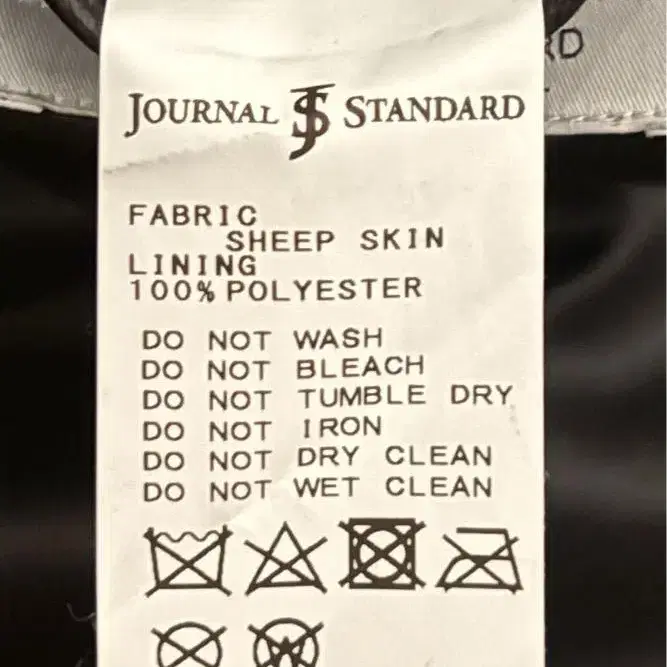 JOURNAL JS STANDARD
FABRIC
SHEEP SKIN
LINING
100% POLYESTER
DO NOT WASH
DO NOT BLEACH
DO NOT TUMBLE DRY
DO NOT IRON
DO NOT DRY CLEAN
DO NOT WET CLEAN